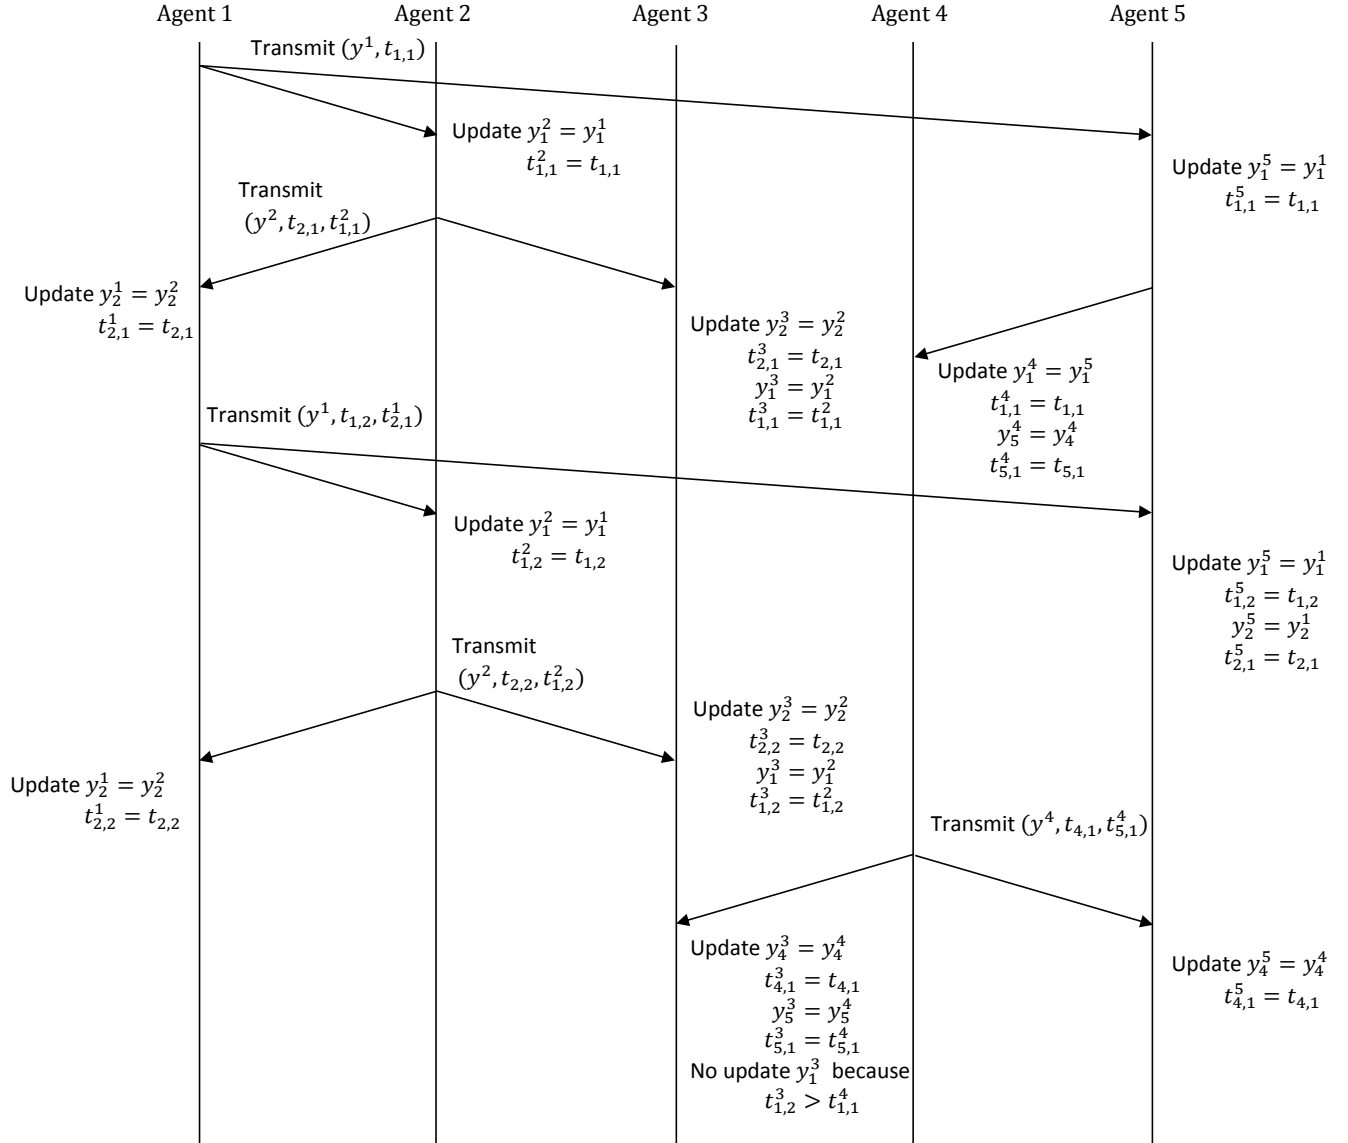 Agent 1 Agent 2 Agent 3 Agent 4 Agent 5
Transmit (y^1, t_{1,1})
Update y_1^2 = y_1^1
t_{1,1}^2 = t_{1,1}
Update y_1^5 = y_1^1
t_{1,1}^5 = t_{1,1}
Transmit
(y^2, t_{2,1}, t_{1,1}^2)
Update y_2^1 = y_2^2
t_{2,1}^1 = t_{2,1}
Update y_2^3 = y_2^2
t_{2,1}^3 = t_{2,1}
y_1^3 = y_1^2
t_{1,1}^3 = t_{1,1}^2
Update y_1^4 = y_1^5
t_{1,1}^4 = t_{1,1}
y_5^4 = y_4^4
t_{5,1}^4 = t_{5,1}
Transmit (y^1, t_{1,2}, t_{2,1}^1)
Update y_1^2 = y_1^1
t_{1,2}^2 = t_{1,2}
Update y_1^5 = y_1^1
t_{1,2}^5 = t_{1,2}
y_2^5 = y_2^1
t_{2,1}^5 = t_{2,1}
Transmit
(y^2, t_{2,2}, t_{1,2}^2)
Update y_2^3 = y_2^2
t_{2,2}^3 = t_{2,2}
y_1^3 = y_1^2
t_{1,2}^3 = t_{1,2}^2
Update y_2^1 = y_2^2
t_{2,2}^1 = t_{2,2}
Transmit (y^4, t_{4,1}, t_{5,1}^4)
Update y_4^3 = y_4^4
t_{4,1}^3 = t_{4,1}
y_5^3 = y_5^4
t_{5,1}^3 = t_{5,1}^4
No update y_1^3 because
t_{1,2}^3 > t_{1,1}^4
Update y_4^5 = y_4^4
t_{4,1}^5 = t_{4,1}